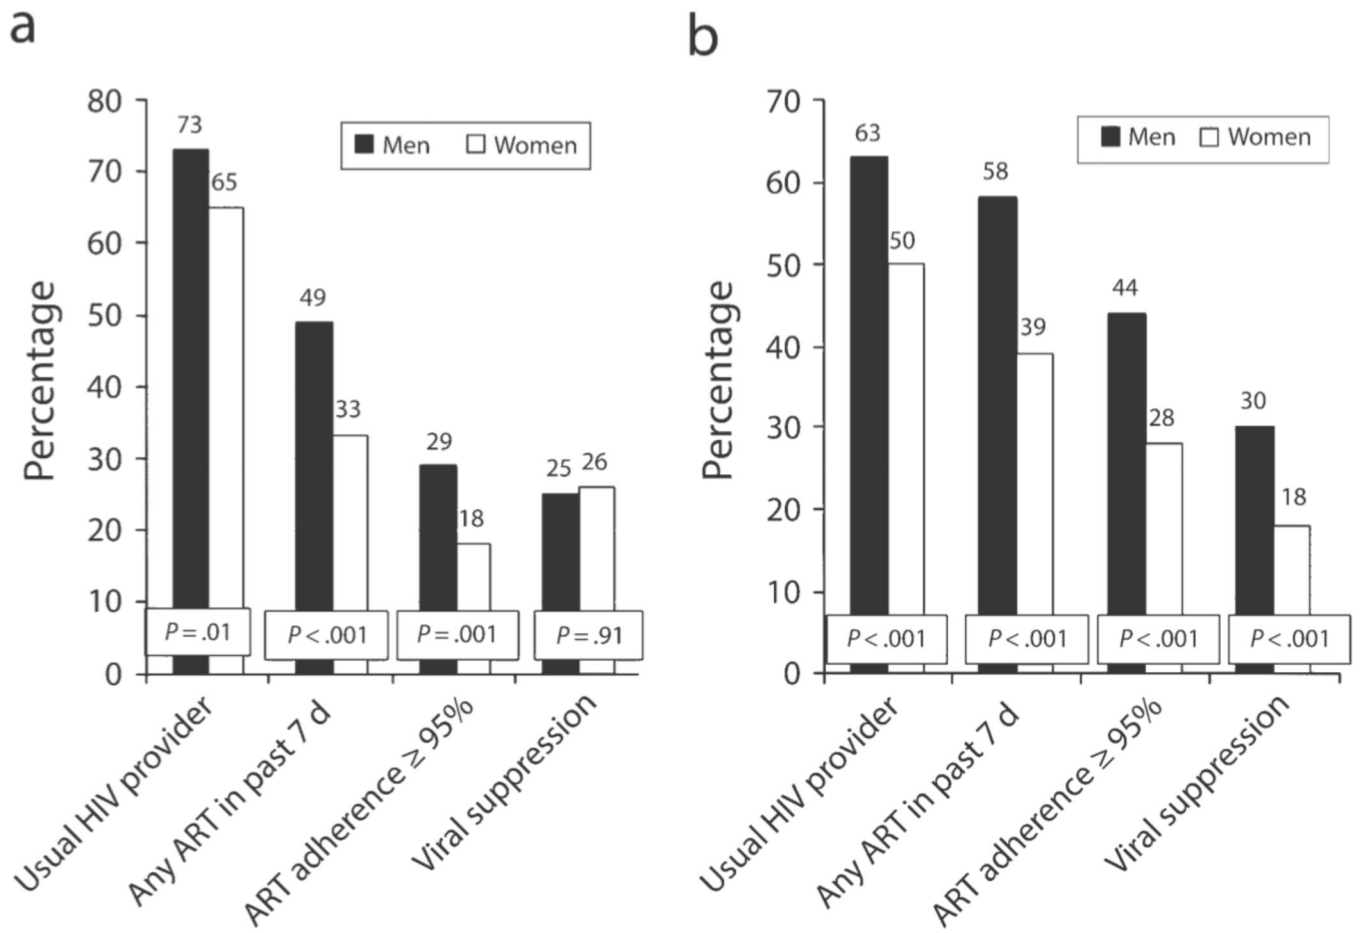 a
80
70
60
50
40
30
20
10
0
Percentage
Men Women
73
65
49
33
29
18
25
26
P = .01
P < .001
P = .001
P = .91
Usual HIV provider
Any ART in past 7 d
ART adherence ≥ 95%
Viral suppression
b
70
60
50
40
30
20
10
0
Percentage
Men Women
63
50
58
39
44
28
30
18
P < .001
P < .001
P < .001
P < .001
Usual HIV provider
Any ART in past 7 d
ART adherence ≥ 95%
Viral suppression